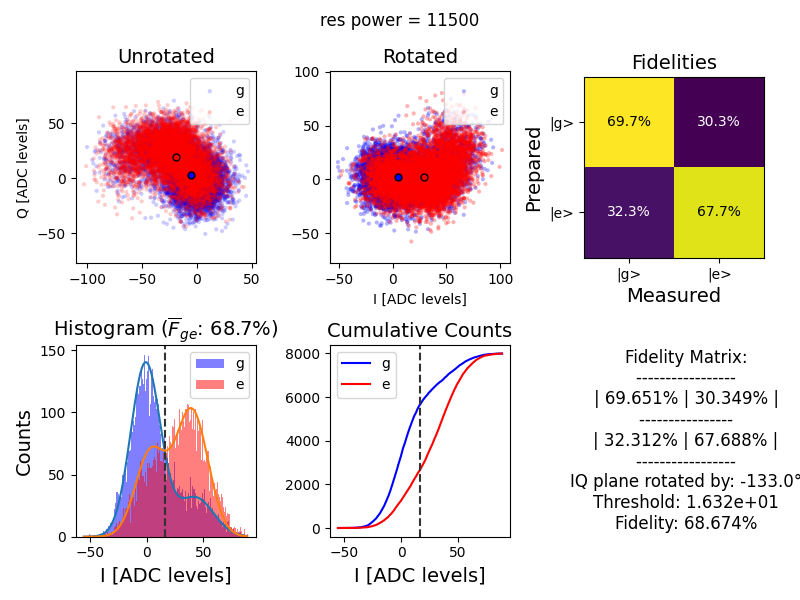 res power = 11500
Unrotated
Rotated
Fidelities
Q [ADC levels]
50
0
−50
−100
−50
0
50
g
e
100
50
0
−50
−50
0
50
100
I [ADC levels]
g
e
Prepared
|g>
|e>
69.7%
30.3%
32.3%
67.7%
|g>
|e>
Measured
Histogram (F̅ge: 68.7%)
Counts
150
100
50
0
−50
0
50
I [ADC levels]
g
e
Cumulative Counts
8000
6000
4000
2000
0
−50
0
50
I [ADC levels]
g
e
Fidelity Matrix:
-----------------
| 69.651% | 30.349% |
----------------
| 32.312% | 67.688% |
-----------------
IQ plane rotated by: -133.0°
Threshold: 1.632e+01
Fidelity: 68.674%